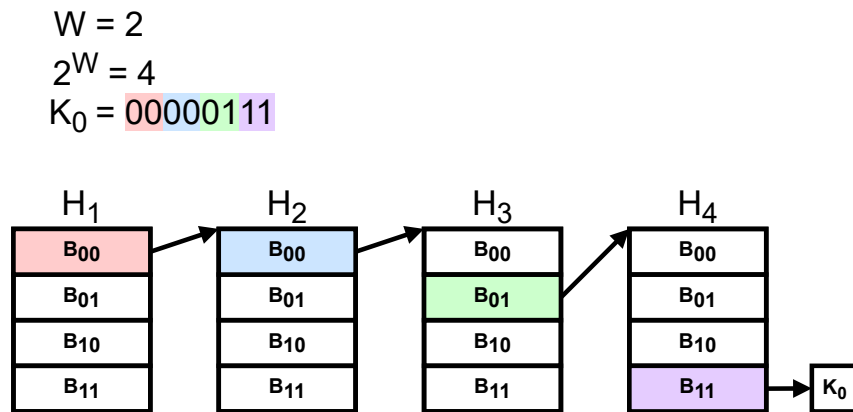 W = 2
2^W = 4
K₀ = 00000111
H₁ H₂ H₃ H₄
B₀₀ B₀₀ B₀₀ B₀₀
B₀₁ B₀₁ B₀₁ B₀₁
B₁₀ B₁₀ B₁₀ B₁₀
B₁₁ B₁₁ B₁₁ B₁₁ K₀